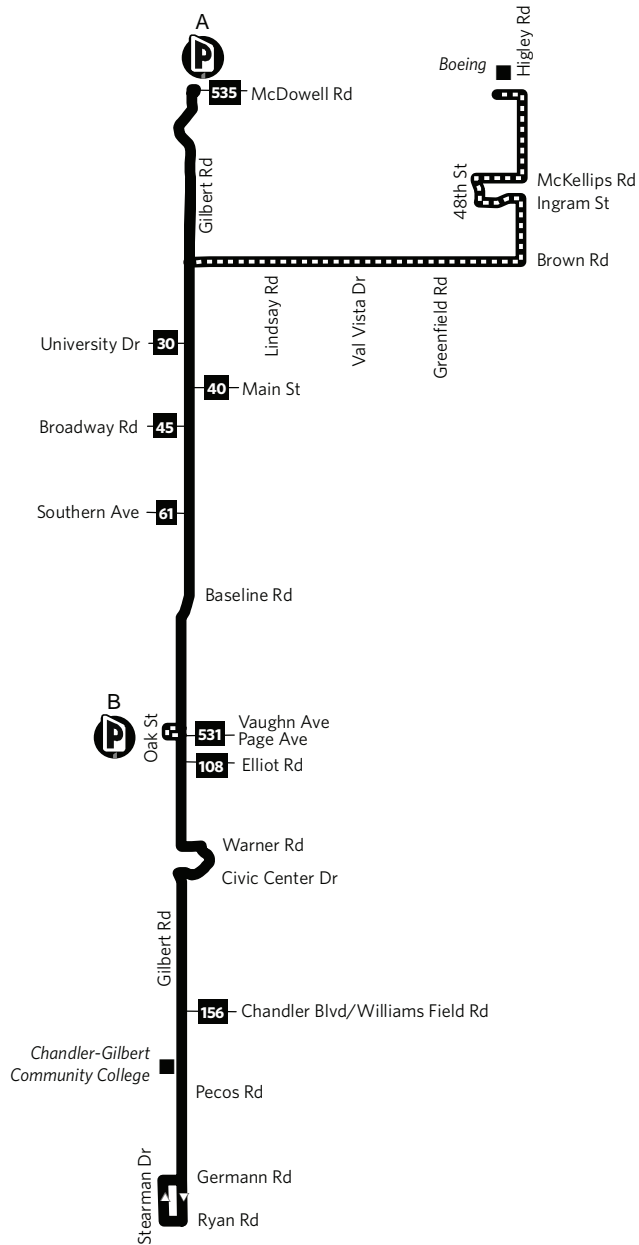 A
P
Boeing
Higley Rd
535 McDowell Rd
Gilbert Rd
48th St
McKellips Rd
Ingram St
Brown Rd
Lindsay Rd
Val Vista Dr
Greenfield Rd
University Dr 30
40 Main St
Broadway Rd 45
Southern Ave 61
Baseline Rd
B
P
Oak St
531
Vaughn Ave
Page Ave
108 Elliot Rd
Warner Rd
Civic Center Dr
Gilbert Rd
156 Chandler Blvd/Williams Field Rd
Chandler-Gilbert
Community College
Pecos Rd
Stearman Dr
Germann Rd
Ryan Rd